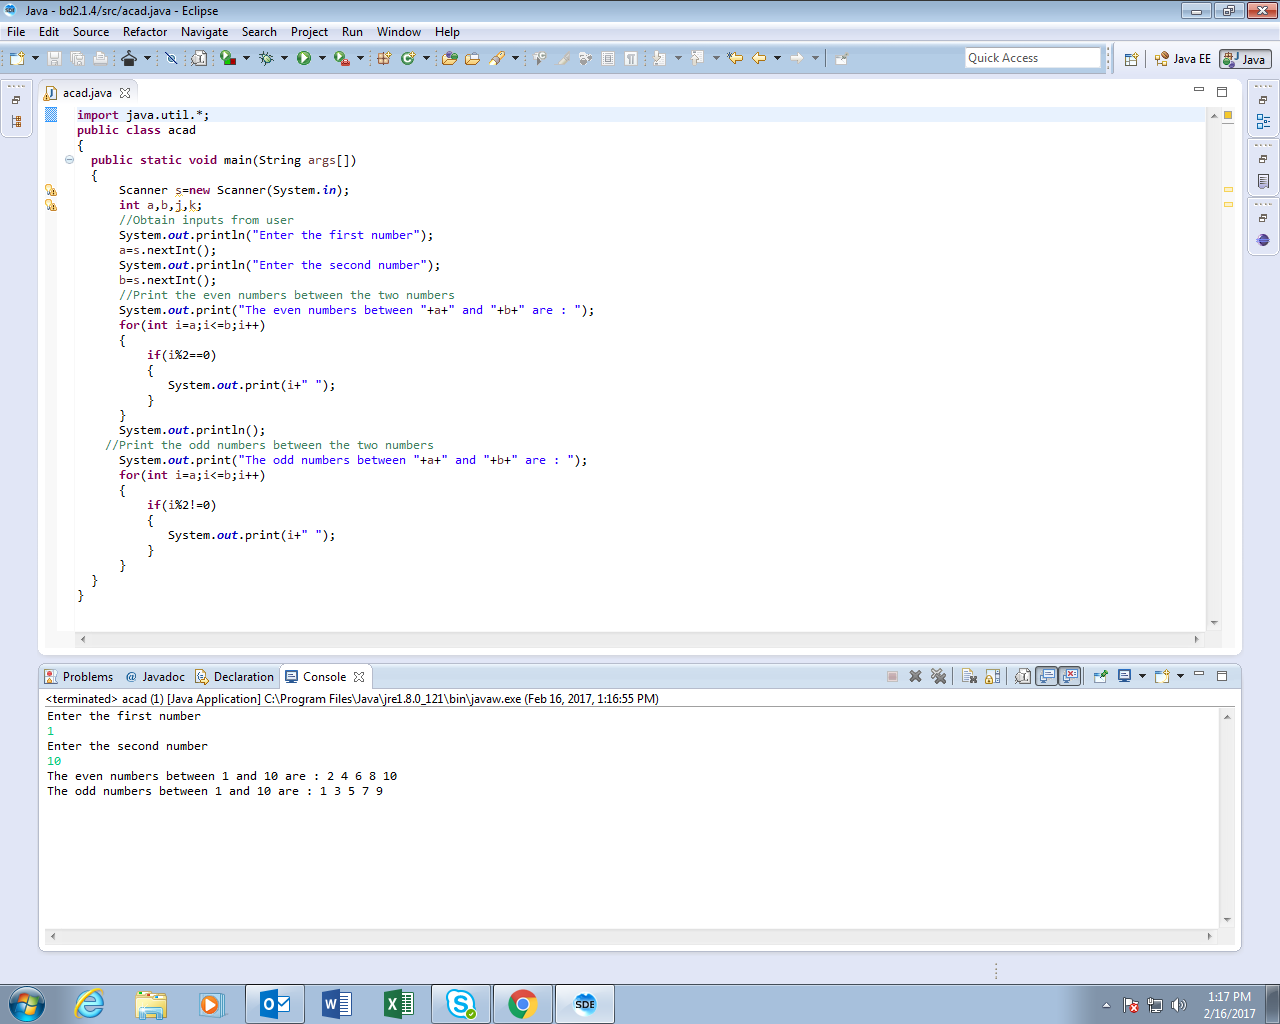 Java - bd2.1.4/src/acad.java - Eclipse
File Edit Source Refactor Navigate Search Project Run Window Help
Quick Access
Java EE
Java
acad.java
import java.util.*;
public class acad
{
  public static void main(String args[])
  {
      Scanner s=new Scanner(System.in);
      int a,b,j,k;
      //Obtain inputs from user
      System.out.println("Enter the first number");
      a=s.nextInt();
      System.out.println("Enter the second number");
      b=s.nextInt();
      //Print the even numbers between the two numbers
      System.out.print("The even numbers between "+a+" and "+b+" are : ");
      for(int i=a;i<=b;i++)
      {
          if(i%2==0)
          {
             System.out.print(i+" ");
          }
      }
      System.out.println();
    //Print the odd numbers between the two numbers
      System.out.print("The odd numbers between "+a+" and "+b+" are : ");
      for(int i=a;i<=b;i++)
      {
          if(i%2!=0)
          {
             System.out.print(i+" ");
          }
      }
  }
}
Problems @ Javadoc Declaration Console
<terminated> acad (1) [Java Application] C:\Program Files\Java\jre1.8.0_121\bin\javaw.exe (Feb 16, 2017, 1:16:55 PM)
Enter the first number
1
Enter the second number
10
The even numbers between 1 and 10 are : 2 4 6 8 10
The odd numbers between 1 and 10 are : 1 3 5 7 9
SDE
1:17 PM
2/16/2017